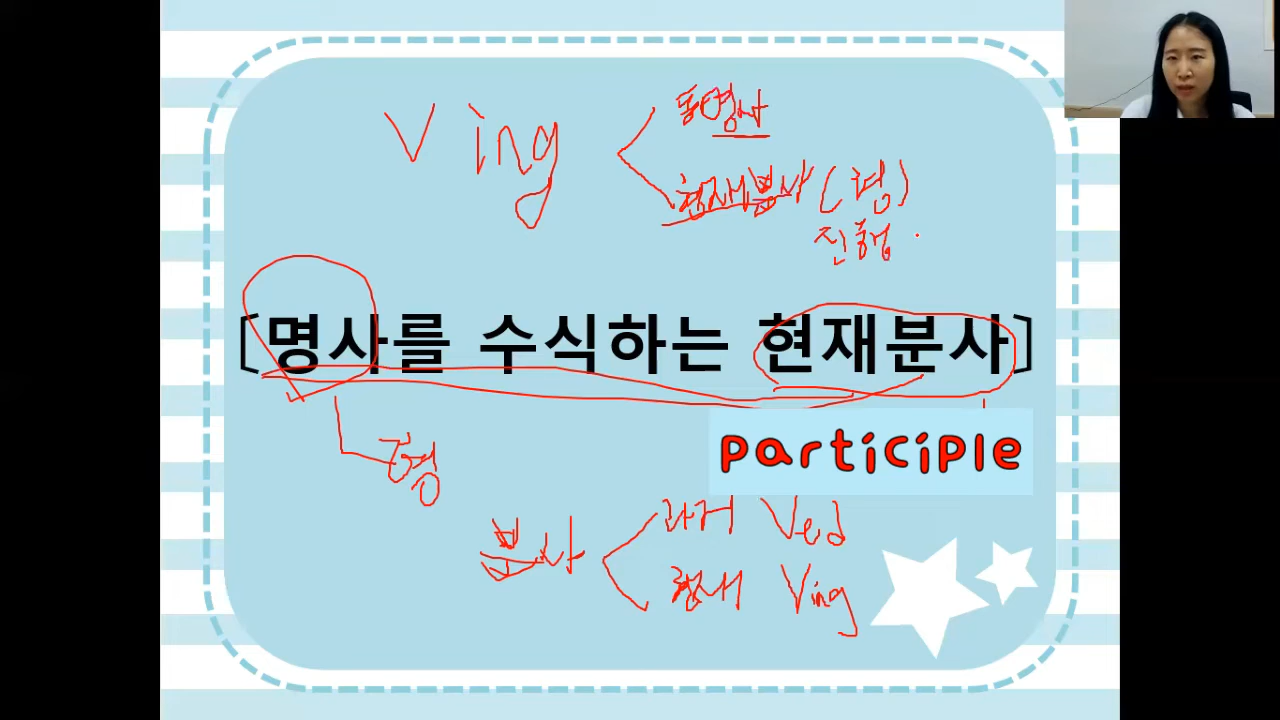 V ing
동명사
현재분사 (형)
진행
[명사를 수식하는 현재분사]
participle
형
분사
과거 Ved
현재 Ving